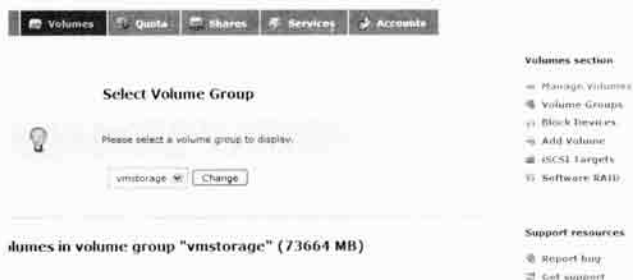 Volumes Quota Shares Services Accounts
Select Volume Group
Please select a volume group to display.
vmstorage Change
lumes in volume group "vmstorage" (73664 MB)
Volumes section
Manage Volumes
Volume Groups
Block Devices
Add Volume
iSCSI Targets
Software RAID
Support resources
Report bug
Get support